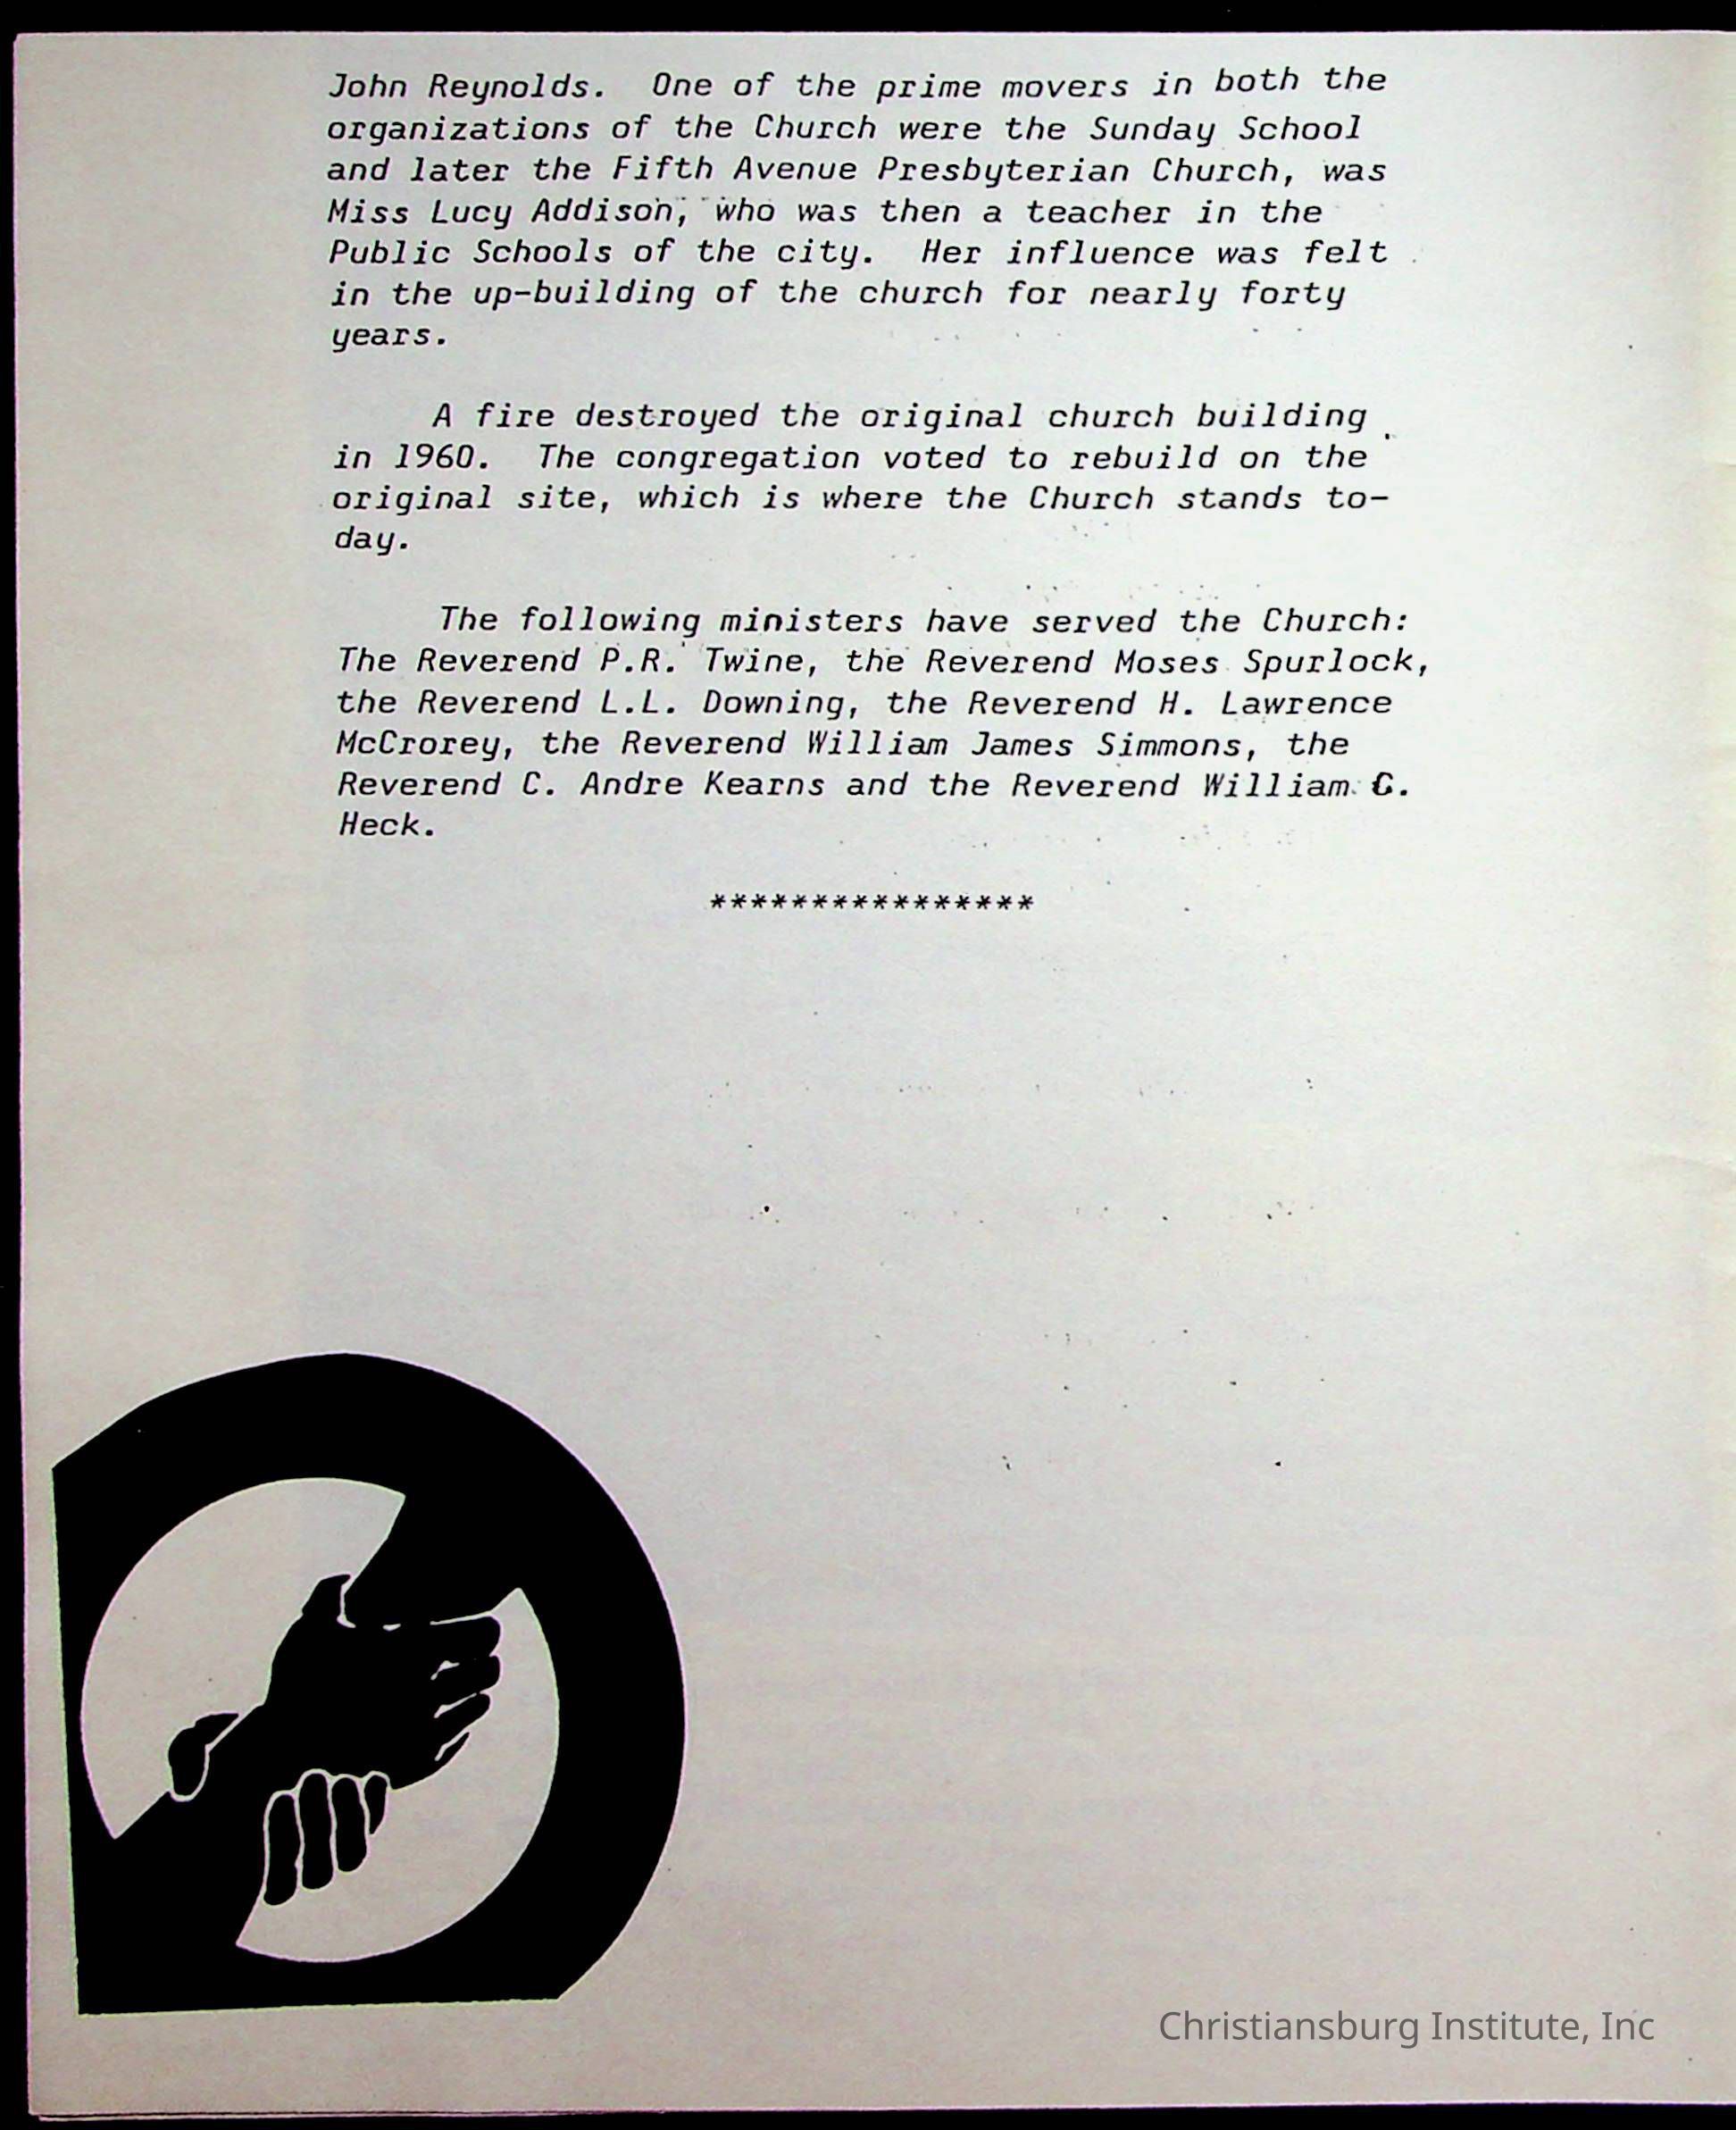 John Reynolds.  One of the prime movers in both the
organizations of the Church were the Sunday School
and later the Fifth Avenue Presbyterian Church, was
Miss Lucy Addison, who was then a teacher in the
Public Schools of the city.  Her influence was felt
in the up-building of the church for nearly forty
years.
A fire destroyed the original church building
in 1960.  The congregation voted to rebuild on the
original site, which is where the Church stands to-
day.
The following ministers have served the Church:
The Reverend P.R. Twine, the Reverend Moses Spurlock,
the Reverend L.L. Downing, the Reverend H. Lawrence
McCrorey, the Reverend William James Simmons, the
Reverend C. Andre Kearns and the Reverend William
Heck.
****************
Christiansburg Institute, Inc